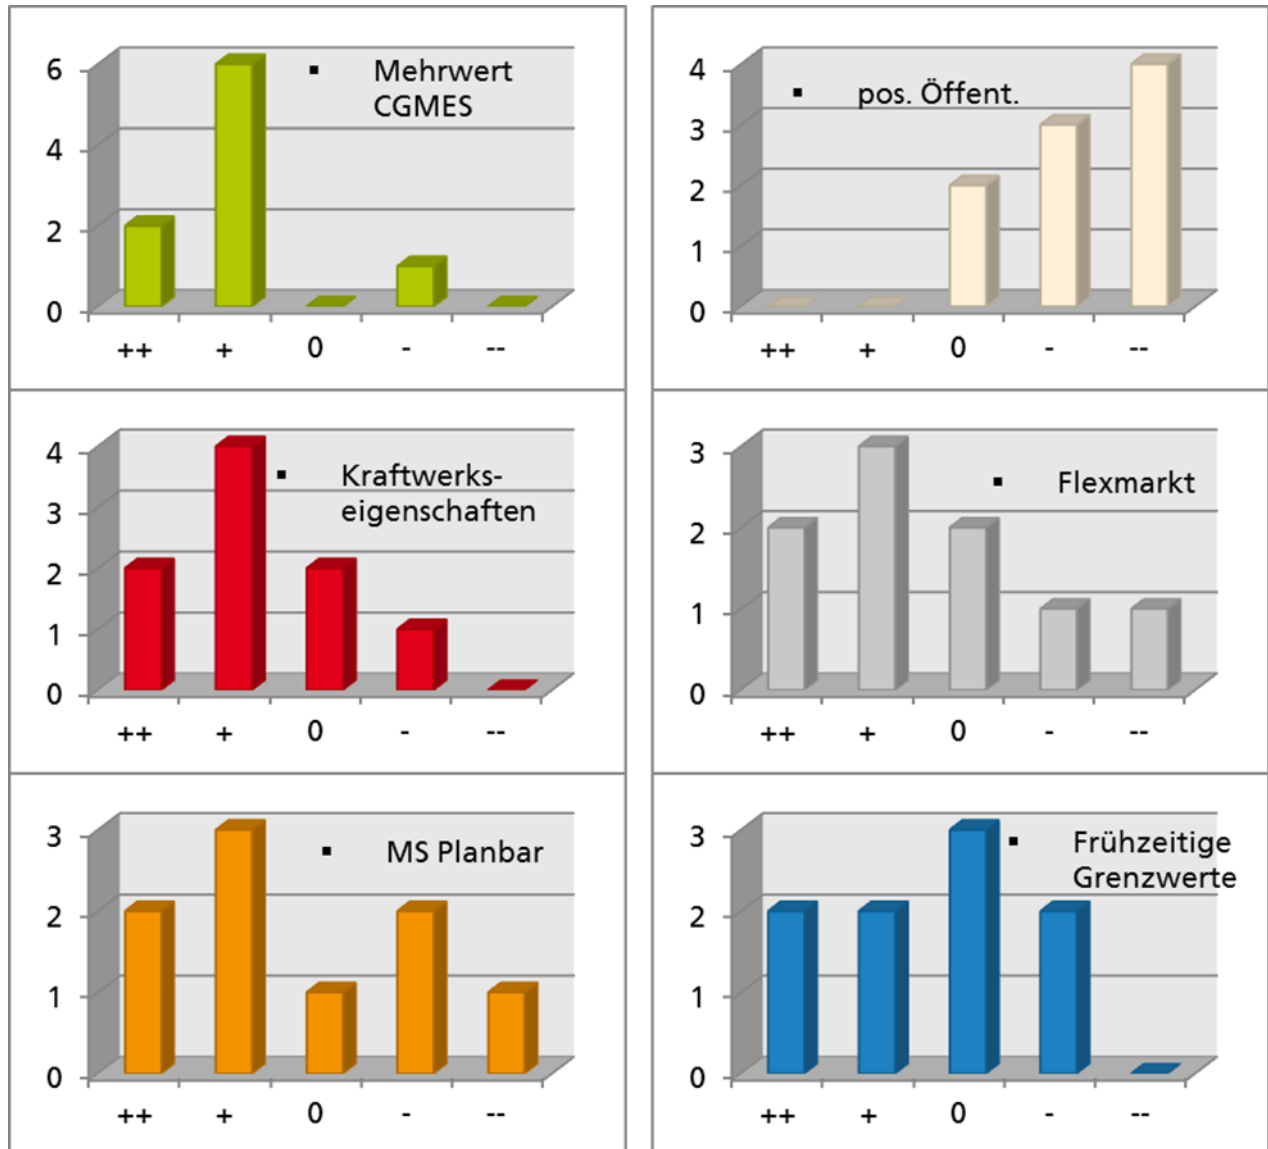 6
4
2
0
++ + 0 - --
▪ Mehrwert
CGMES
4
3
2
1
0
++ + 0 - --
▪ pos. Öffent.
4
3
2
1
0
++ + 0 - --
▪ Kraftwerks-
eigenschaften
3
2
1
0
++ + 0 - --
▪ Flexmarkt
3
2
1
0
++ + 0 - --
▪ MS Planbar
3
2
1
0
++ + 0 - --
▪ Frühzeitige
Grenzwerte